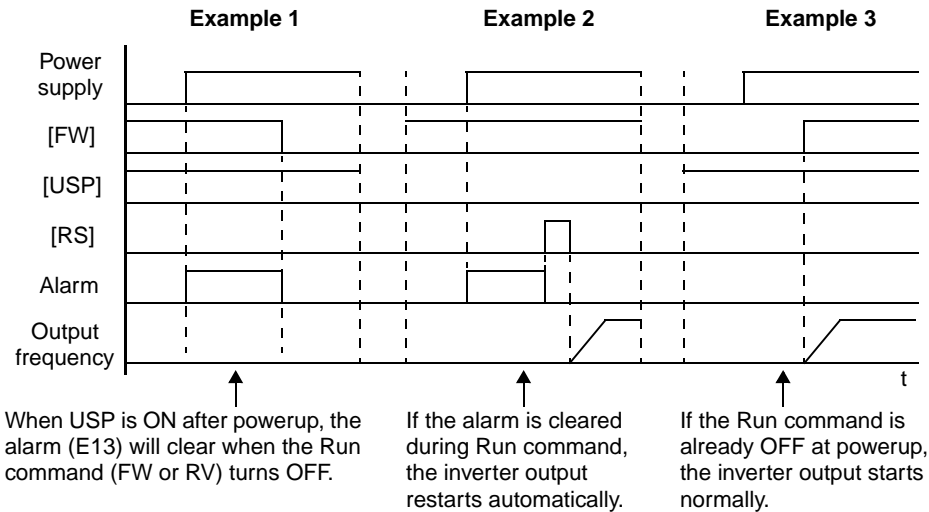 Example 1
Example 2
Example 3
Power
supply
[FW]
[USP]
[RS]
Alarm
Output
frequency
t
When USP is ON after powerup, the
alarm (E13) will clear when the Run
command (FW or RV) turns OFF.
If the alarm is cleared
during Run command,
the inverter output
restarts automatically.
If the Run command is
already OFF at powerup,
the inverter output starts
normally.